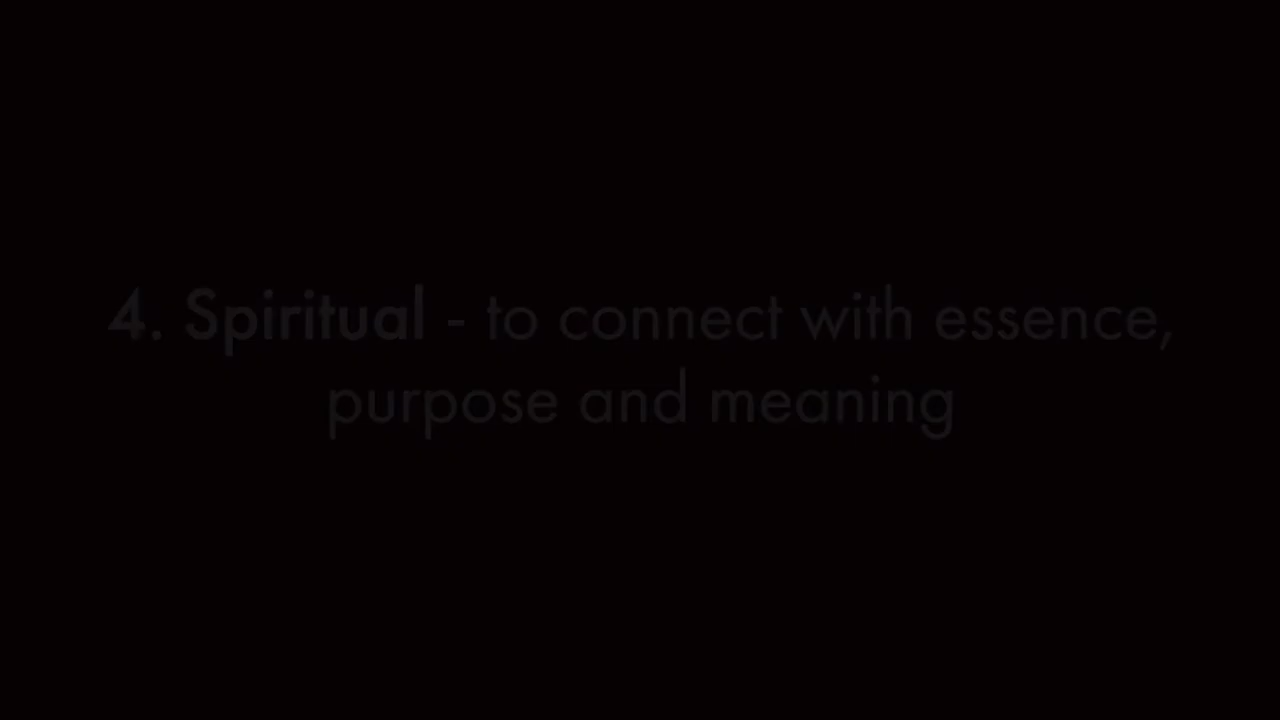 4. Spiritual - to connect with essence,
purpose and meaning